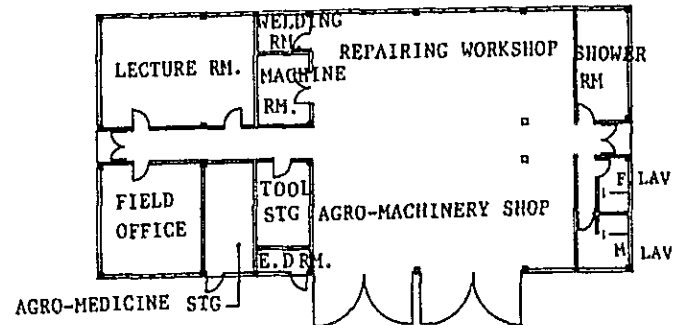 WELDING
RM.
LECTURE RM.
MACHINE
RM.
REPAIRING WORKSHOP
SHOWER
RM
FIELD
OFFICE
TOOL
STG
AGRO-MACHINERY SHOP
F LAV
E.D RM.
M LAV
AGRO-MEDICINE STG